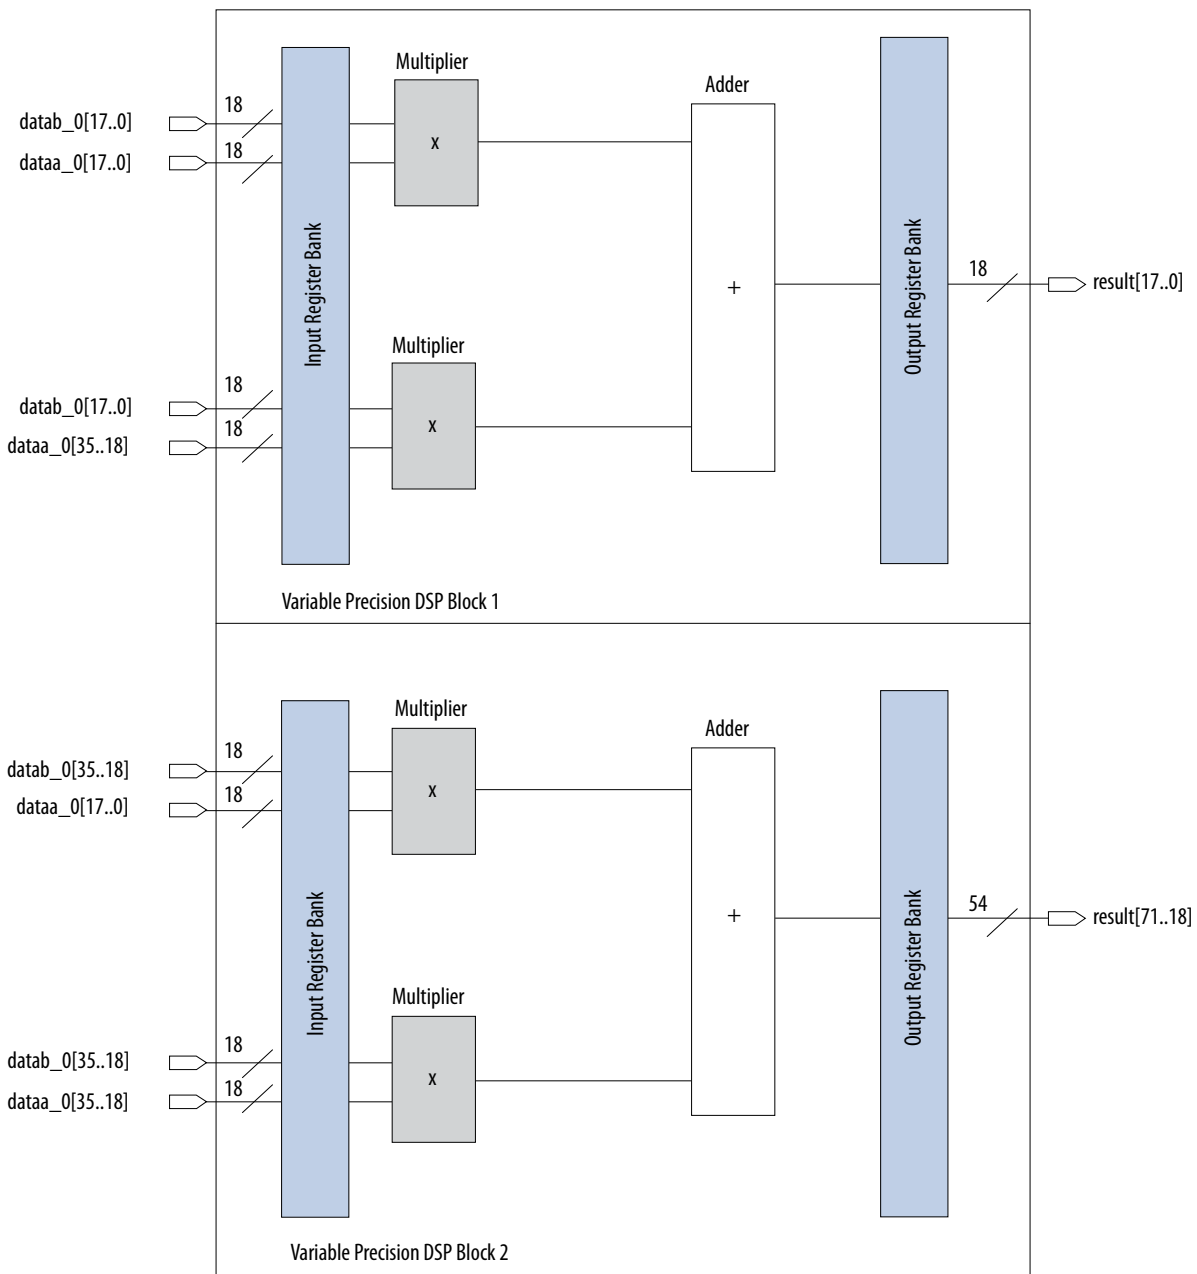 Multiplier
Adder
18
datab_0[17..0]
x
18
dataa_0[17..0]
Input Register Bank
Output Register Bank
18
result[17..0]
+
Multiplier
18
datab_0[17..0]
x
18
dataa_0[35..18]
Variable Precision DSP Block 1
Multiplier
Adder
18
datab_0[35..18]
x
18
dataa_0[17..0]
Input Register Bank
Output Register Bank
54
result[71..18]
+
Multiplier
18
datab_0[35..18]
x
18
dataa_0[35..18]
Variable Precision DSP Block 2